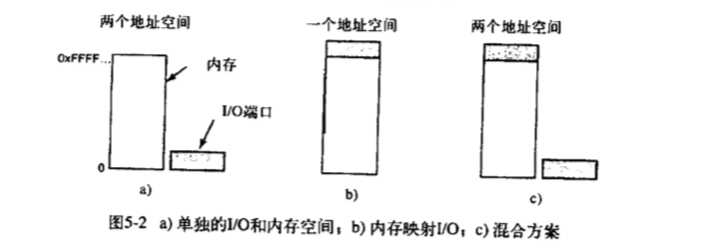 两个地址空间
一个地址空间
两个地址空间
0xFFFF...
内存
I/O端口
0
a)
b)
c)
图5-2 a) 单独的I/O和内存空间；b) 内存映射I/O；c) 混合方案